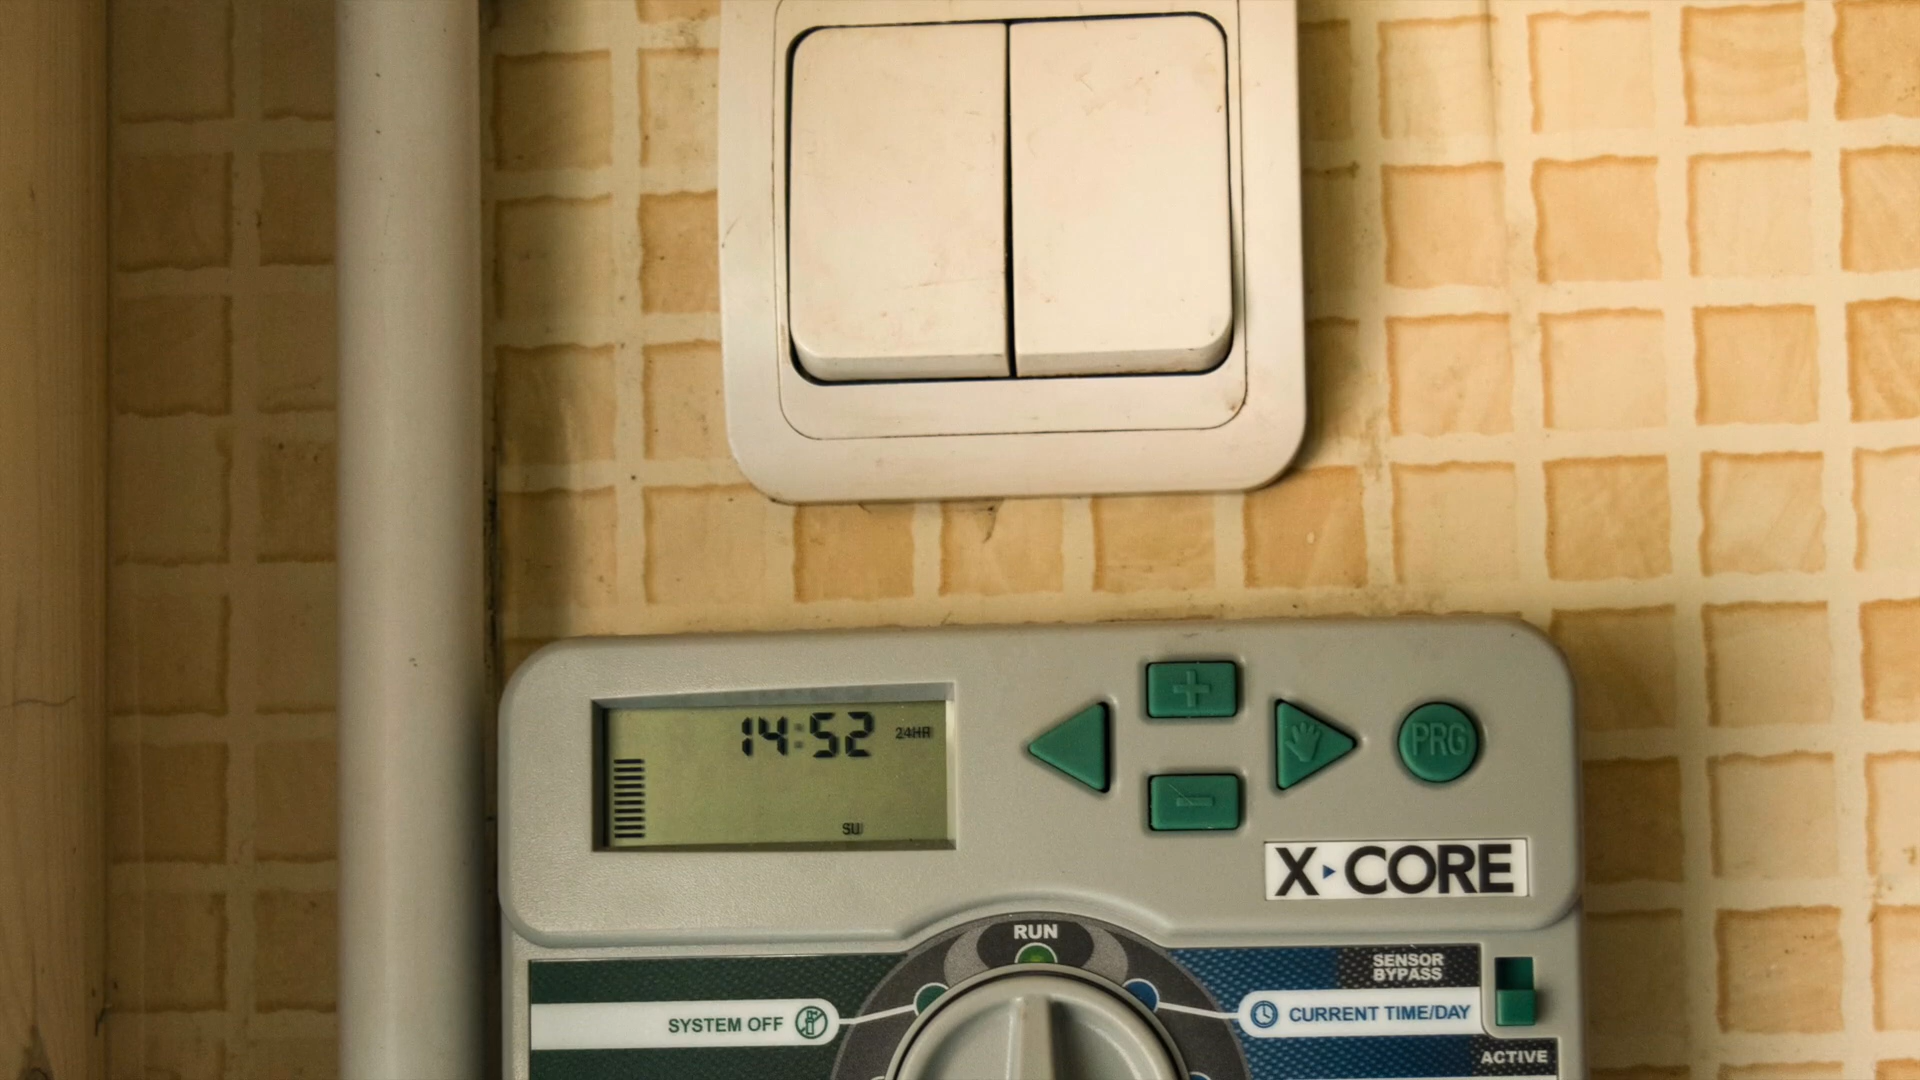 14:52 24HR
SU
+
-
PRG
X CORE
RUN
SENSOR
BYPASS
SYSTEM OFF
CURRENT TIME/DAY
ACTIVE